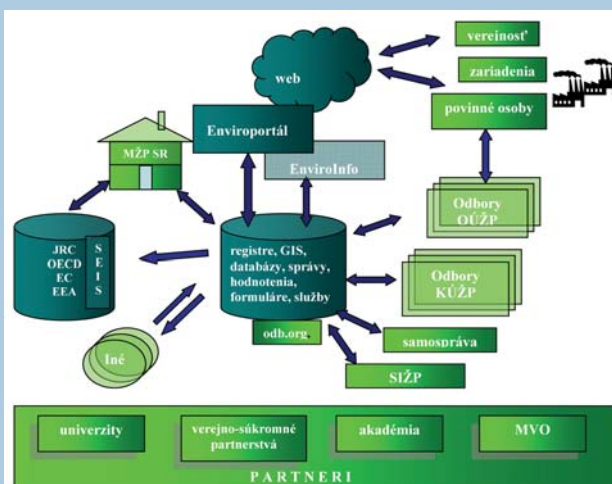 web
verejnosť
zariadenia
povinné osoby
Enviroportál
EnviroInfo
MŽP SR
JRC
OECD
EC
EEA
S
E
I
S
registre, GIS,
databázy, správy,
hodnotenia,
formuláre, služby
odb.org,
Iné
Odbory
OÚŽP
Odbory
KÚŽP
samospráva
SIŽP
univerzity
verejno-súkromné
partnerstvá
akadémia
MVO
PARTNERI